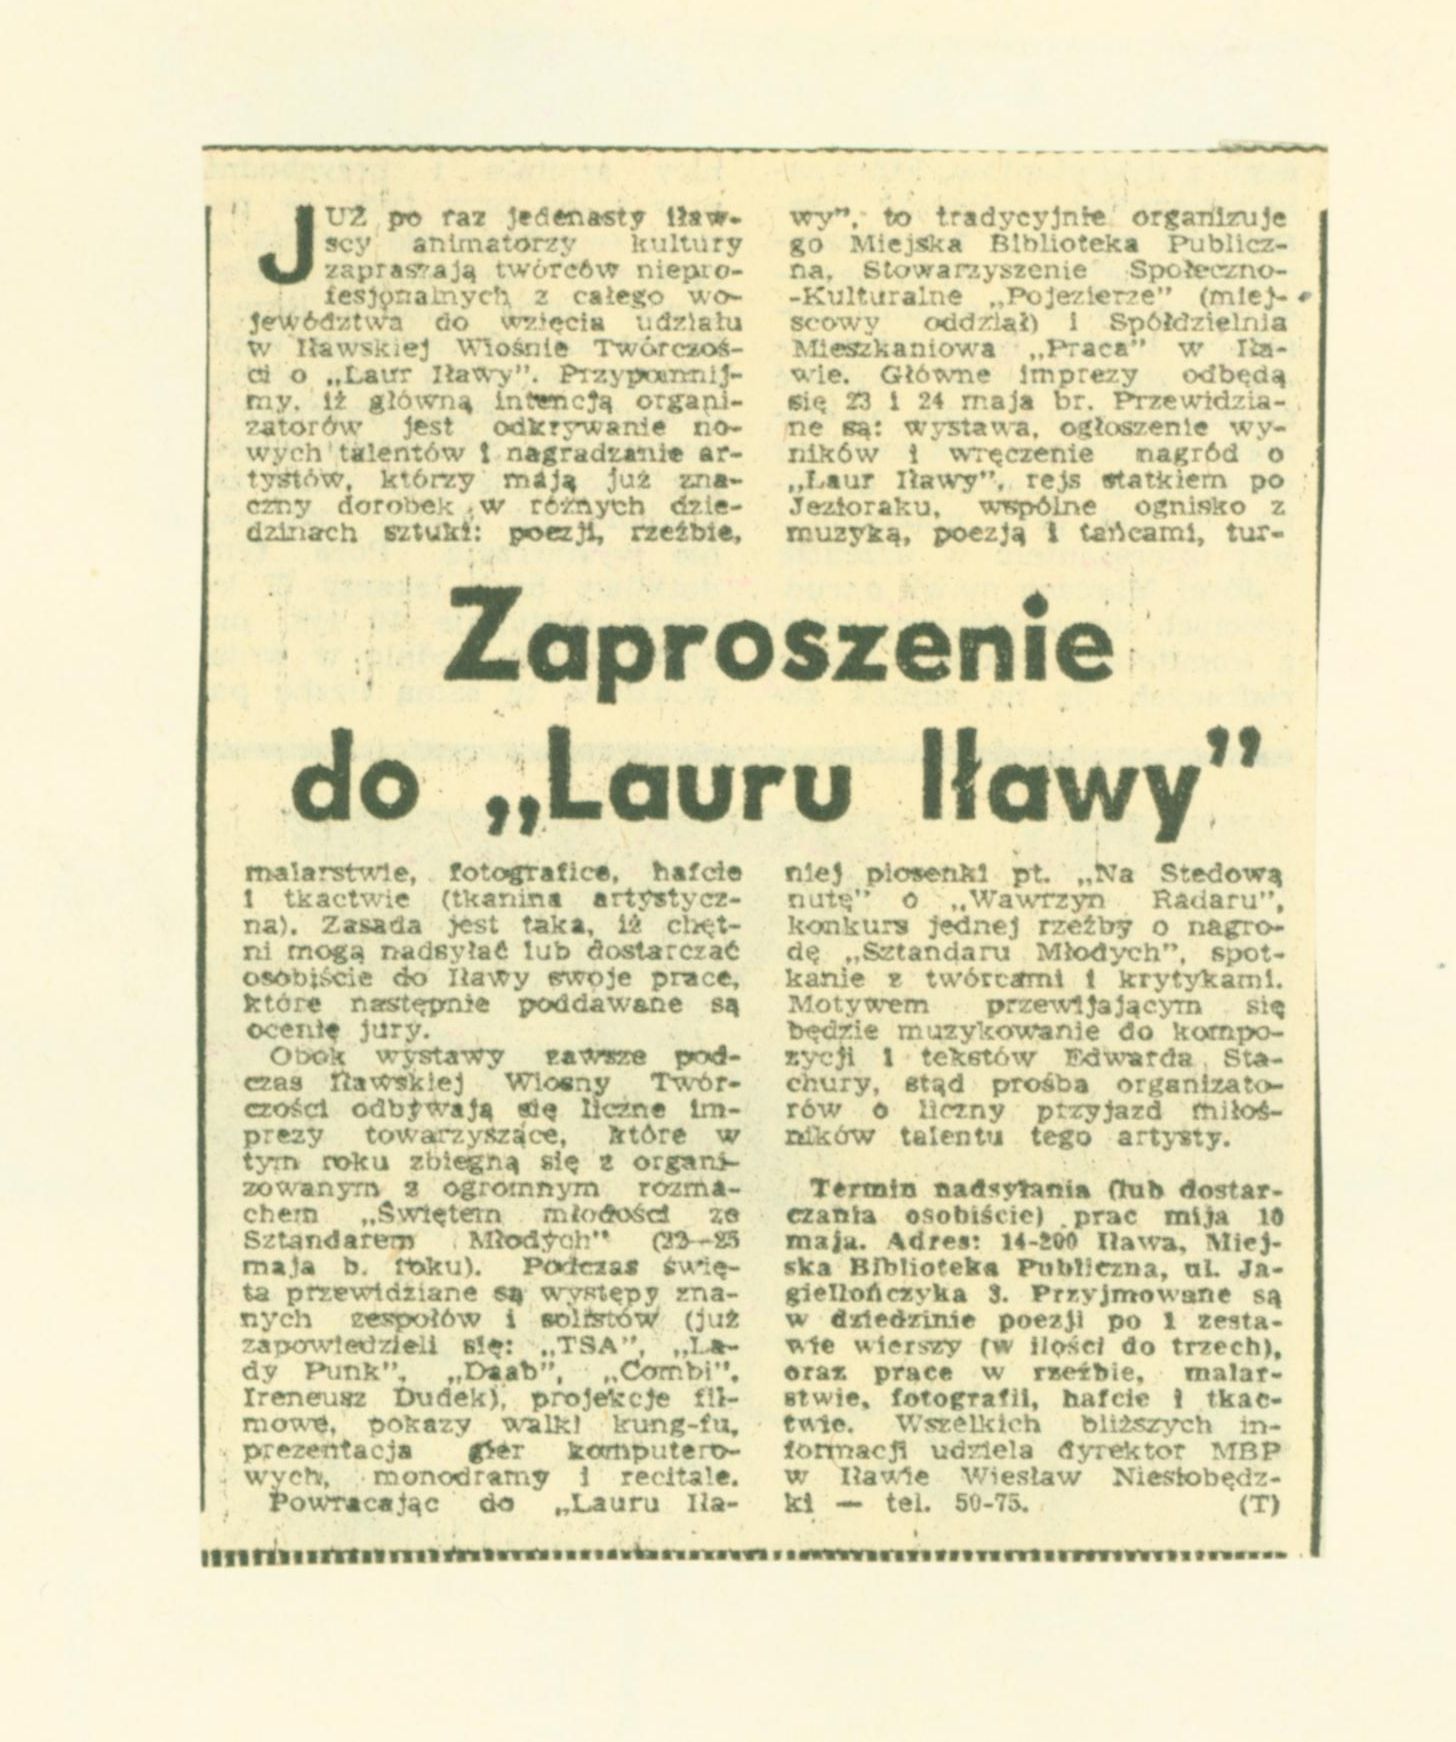 Zaproszenie
do „Lauru Iławy”
JUŻ po raz jedenasty iław-
scy animatorzy kultury
zapraszają twórców niepro-
fesjonalnych z całego wo-
jewództwa do wzięcia udziału
w Iławskiej Wiośnie Twórczoś-
ci o „Laur Iławy”. Przypomnij-
my, iż główną intencją organi-
zatorów jest odkrywanie no-
wych talentów i nagradzanie ar-
tystów, którzy mają już zna-
czny dorobek w różnych dzie-
dzinach sztuki: poezji, rzeźbie,
malarstwie, fotografice, hafcie
i tkactwie (tkanina artystycz-
na). Zasada jest taka, iż chęt-
ni mogą nadsyłać lub dostarczać
osobiście do Iławy swoje prace,
które następnie poddawane są
ocenie jury.
Obok wystawy zawsze pod-
czas Iławskiej Wiosny Twór-
czości odbywają się liczne im-
prezy towarzyszące, które w
tym roku zbiegną się z organi-
zowanym z ogromnym rozma-
chem „Świętem młodości ze
Sztandarem Młodych” (23—25
maja b. roku). Podczas świę-
ta przewidziane są występy zna-
nych zespołów i solistów (już
zapowiedzieli się: „TSA”, „La-
dy Punk”, „Daab”, „Combi”,
Ireneusz Dudek), projekcje fil-
mowe, pokazy walki kung-fu,
prezentacja gier komputero-
wych, monodramy i recitale.
Powracając do „Lauru Iła-
wy”, to tradycyjnie organizuje
go Miejska Biblioteka Publicz-
na, Stowarzyszenie Społeczno-
-Kulturalne „Pojezierze” (miej-
scowy oddział) i Spółdzielnia
Mieszkaniowa „Praca” w Iła-
wie. Główne imprezy odbędą
się 23 i 24 maja br. Przewidzia-
ne są: wystawa, ogłoszenie wy-
ników i wręczenie nagród o
„Laur Iławy”, rejs statkiem po
Jezioraku, wspólne ognisko z
muzyką, poezją i tańcami, tur-
niej piosenki pt. „Na Stedową
nutę” o „Wawrzyn Radaru”,
konkurs jednej rzeźby o nagro-
dę „Sztandaru Młodych”, spot-
kanie z twórcami i krytykami.
Motywem przewijającym się
będzie muzykowanie do kompo-
zycji i tekstów Edwarda Sta-
chury, stąd prośba organizato-
rów o liczny przyjazd miłoś-
ników talentu tego artysty.
Termin nadsyłania (lub dostar-
czania osobiście) prac mija 10
maja. Adres: 14-200 Iława, Miej-
ska Biblioteka Publiczna, ul. Ja-
giellończyka 3. Przyjmowane są
w dziedzinie poezji po 1 zesta-
wie wierszy (w ilości do trzech),
oraz prace w rzeźbie, malar-
stwie, fotografii, hafcie i tkac-
twie. Wszelkich bliższych in-
formacji udziela dyrektor MBP
w Iławie Wiesław Niesiobędz-
ki — tel. 50-75. (T)